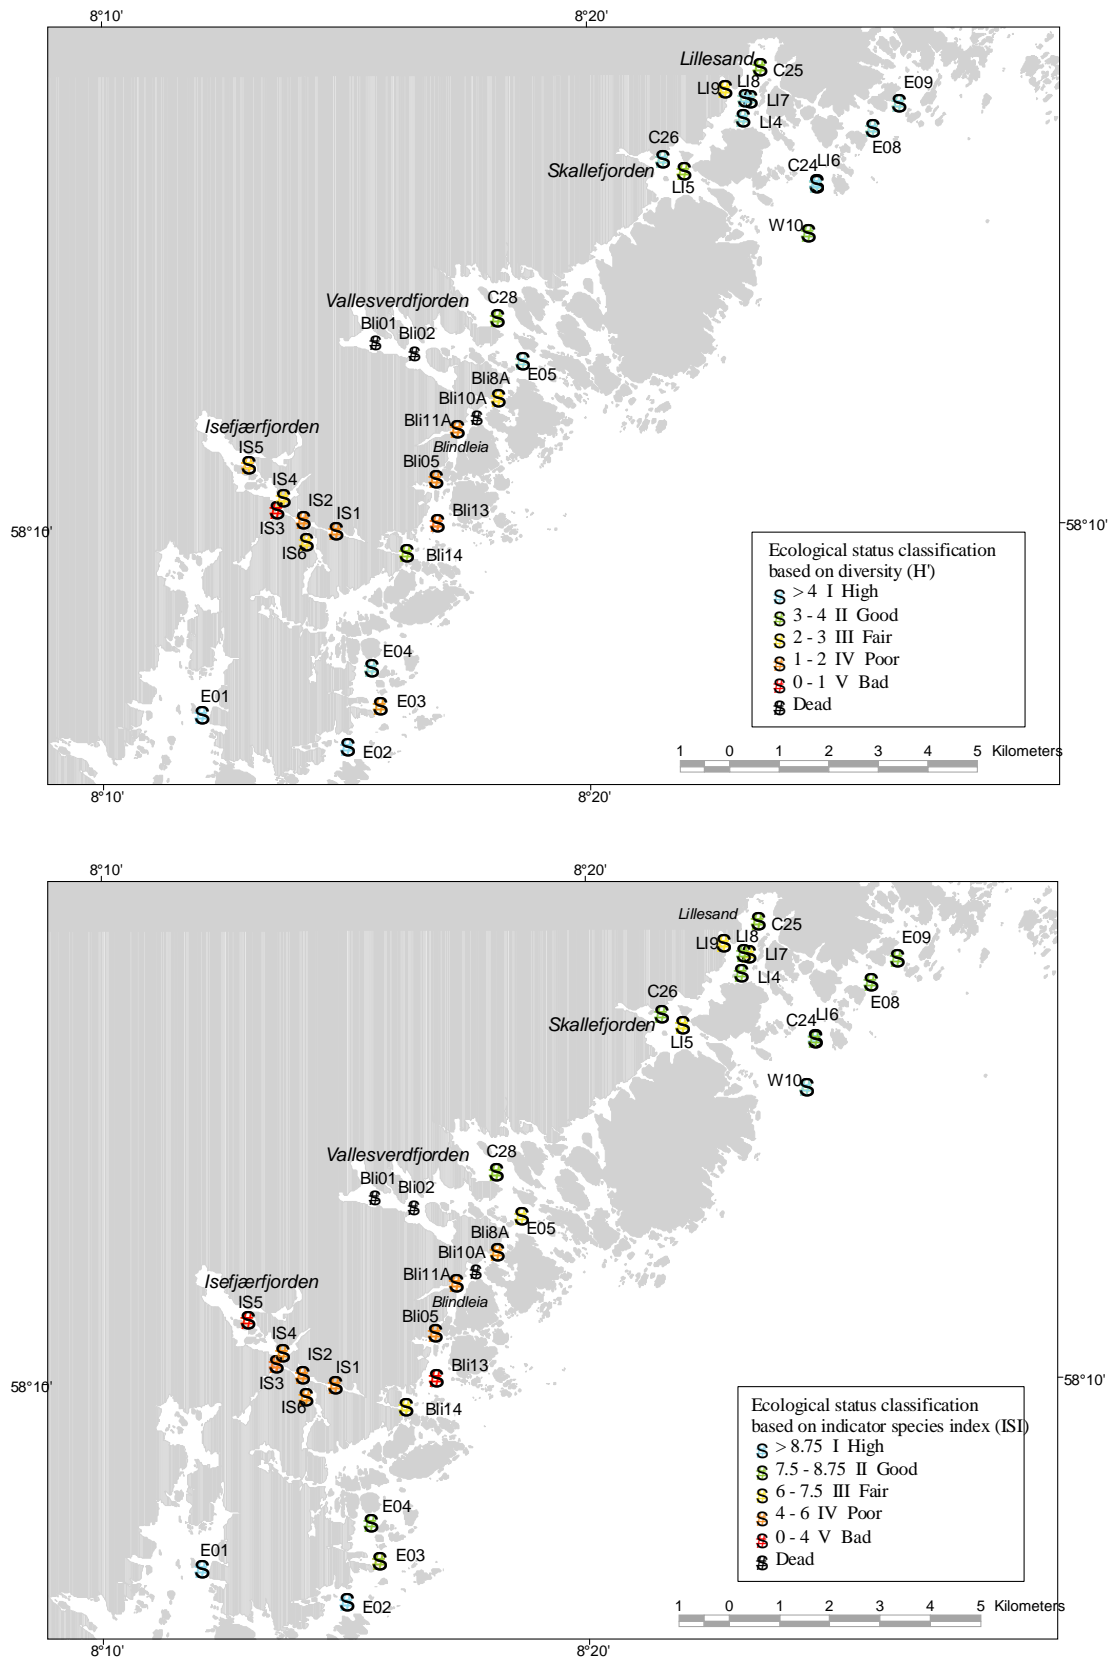 8°10'
8°20'
Lillesand
C25
LI8
LI9
LI7
LI4
E09
E08
C26
Skallefjorden
LI5
LI6
C24
W10
Vallesverdfjorden
C28
Bli01
Bli02
E05
Bli8A
Bli10A
Bli11A
Blindleia
Isefjærfjorden
IS5
Bli05
IS4
IS2
IS1
IS3
IS6
Bli13
Bli14
58°10'
58°10'
E04
E03
E01
E02
Ecological status classification
based on diversity (H')
> 4 I High
3 - 4 II Good
2 - 3 III Fair
1 - 2 IV Poor
0 - 1 V Bad
Dead
1 0 1 2 3 4 5 Kilometers
8°10'
8°20'
8°10'
8°20'
Lillesand
C25
LI8
LI9
LI7
LI4
E09
E08
C26
Skallefjorden
LI5
LI6
C24
W10
Vallesverdfjorden
C28
Bli01
Bli02
E05
Bli8A
Bli10A
Bli11A
Blindleia
Isefjærfjorden
IS5
Bli05
IS4
IS2
IS1
IS3
IS6
Bli13
Bli14
58°10'
58°10'
E04
E03
E01
E02
Ecological status classification
based on indicator species index (ISI)
> 8.75 I High
7.5 - 8.75 II Good
6 - 7.5 III Fair
4 - 6 IV Poor
0 - 4 V Bad
Dead
1 0 1 2 3 4 5 Kilometers
8°10'
8°20'